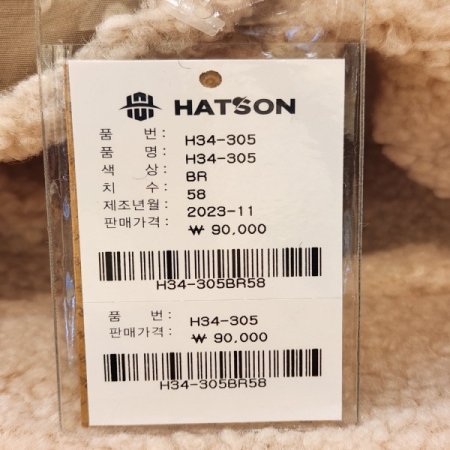 HATSON
품 번: H34-305
품 명: H34-305
색 상: BR
치 수: 58
제조년월: 2023-11
판매가격: ₩ 90,000
H34-305BR58
품 번: H34-305
판매가격: ₩ 90,000
H34-305BR58